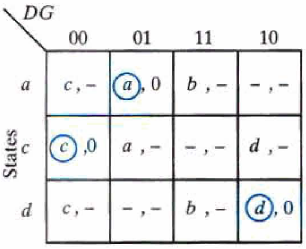 DG
00 01 11 10
a c , – a , 0 b , – – , –
States c c ,0 a , – – , – d , –
d c , – – , – b , – d , 0